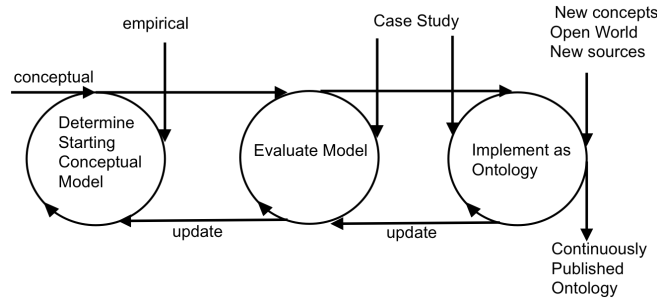 New concepts
Open World
New sources
empirical
Case Study
conceptual
Determine
Starting
Conceptual
Model
Evaluate Model
Implement as
Ontology
update
update
Continuously
Published
Ontology